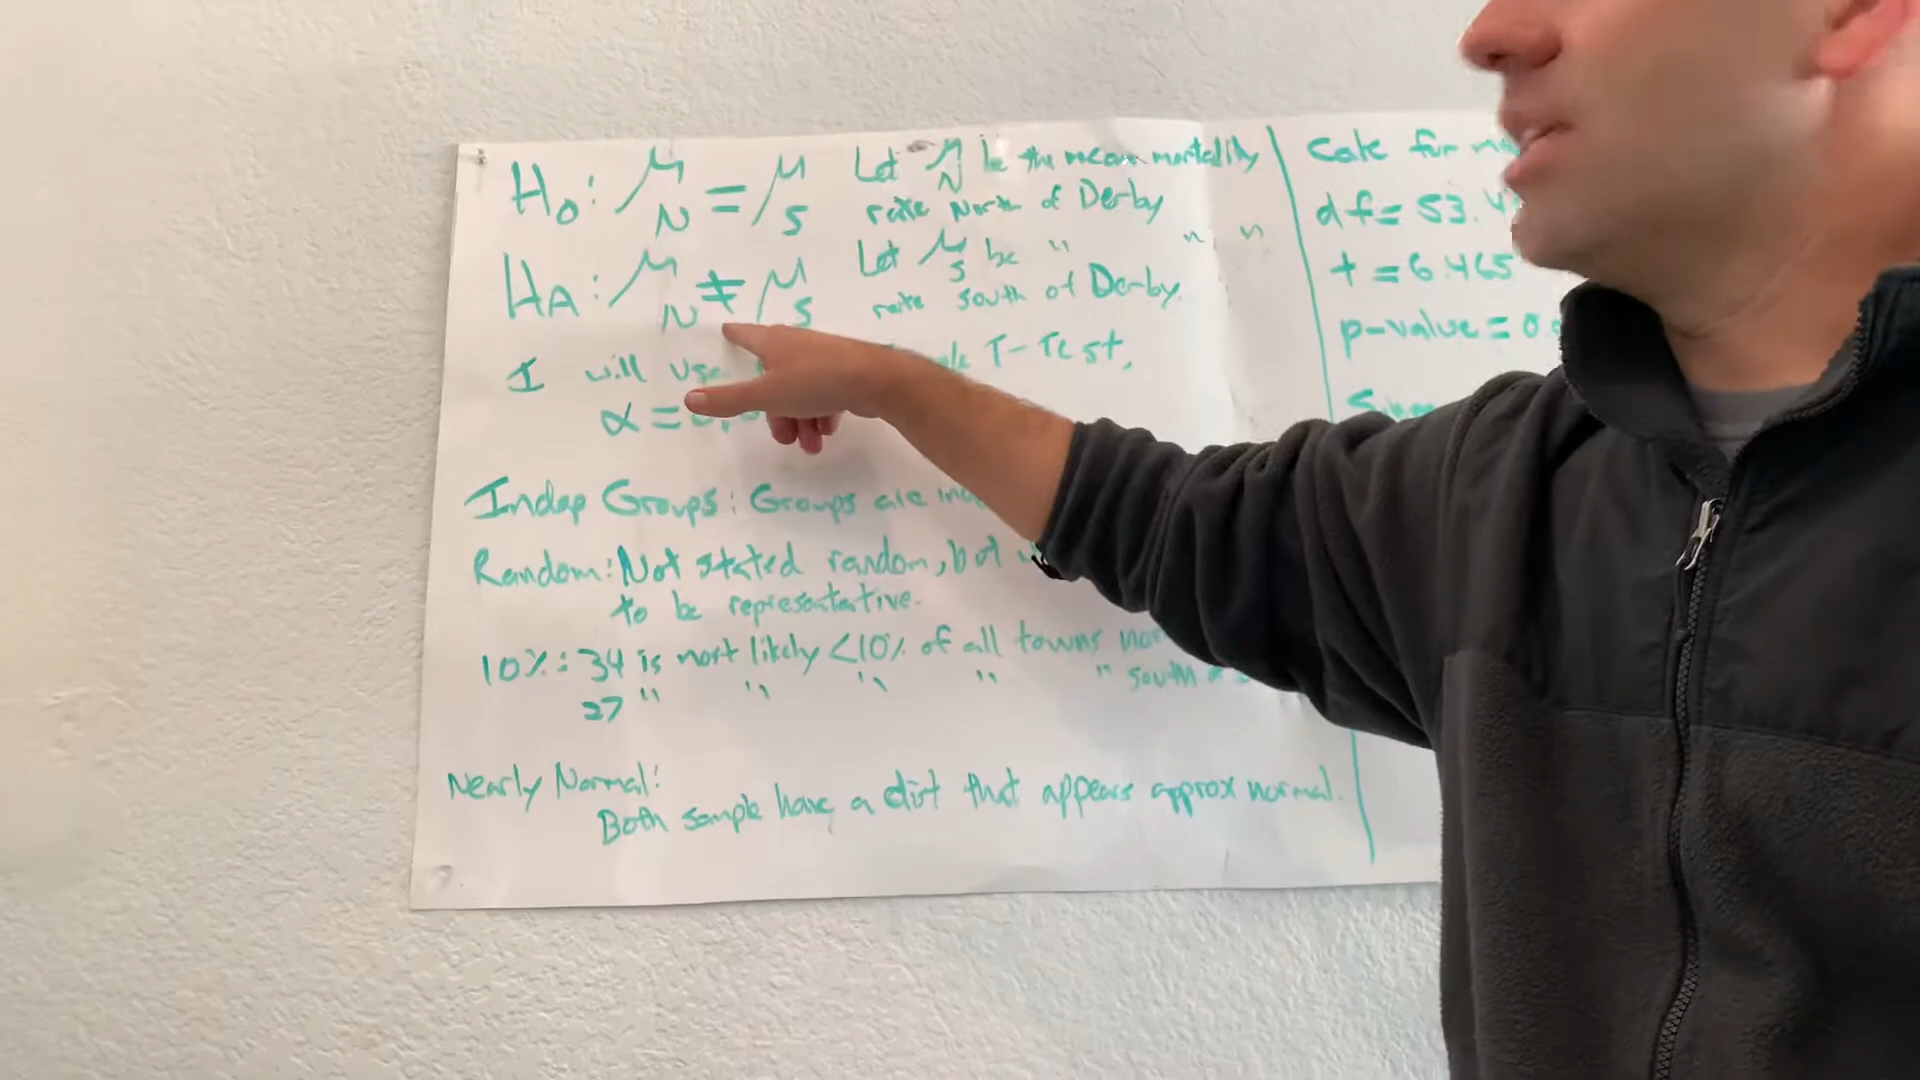 H₀: μN = μS
Let μN be the mean mortality
rate North of Derby
HA: μN ≠ μS
Let μS be " " "
rate south of Derby.
I will use T-Test,
α =
Indep Groups: Groups are
Random: Not stated random, but
to be representative.
10%: 34 is most likely <10% of all towns
27 " " " " " south
Nearly Normal:
Both sample have a dist that appears approx normal.
Calc for
df = 53.4
t = 6.465
p-value = 0.